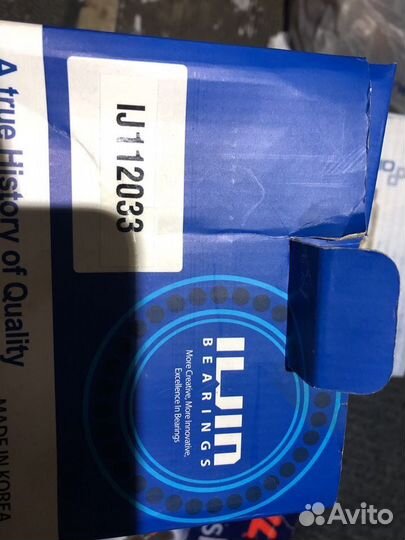 IJ112033
A true History of Quality
MADE IN KOREA
ILJIN
BEARINGS
More Creative, More Innovative,
Excellence In Bearings
Avito